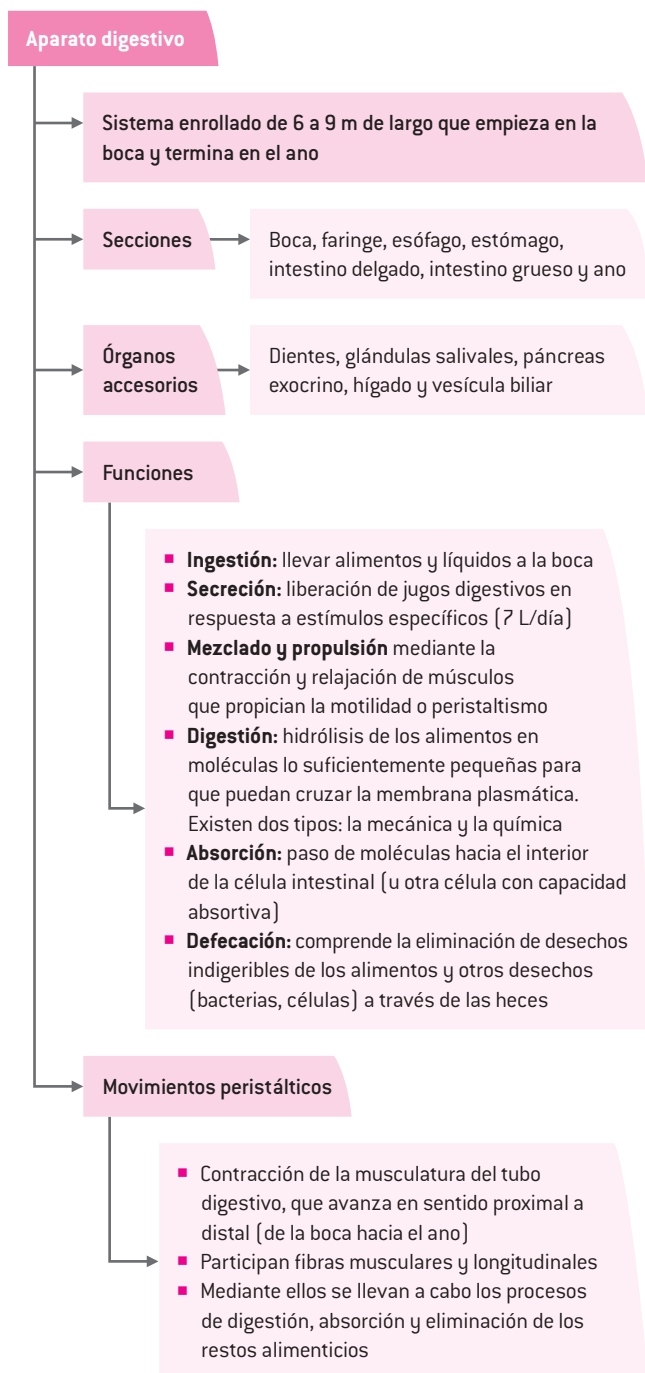 Aparato digestivo
Sistema enrollado de 6 a 9 m de largo que empieza en la
boca y termina en el ano
Secciones
Boca, faringe, esófago, estómago,
intestino delgado, intestino grueso y ano
Órganos
accesorios
Dientes, glándulas salivales, páncreas
exocrino, hígado y vesícula biliar
Funciones
▪ Ingestión: llevar alimentos y líquidos a la boca
▪ Secreción: liberación de jugos digestivos en
respuesta a estímulos específicos (7 L/día)
▪ Mezclado y propulsión mediante la
contracción y relajación de músculos
que propician la motilidad o peristaltismo
▪ Digestión: hidrólisis de los alimentos en
moléculas lo suficientemente pequeñas para
que puedan cruzar la membrana plasmática.
Existen dos tipos: la mecánica y la química
▪ Absorción: paso de moléculas hacia el interior
de la célula intestinal (u otra célula con capacidad
absortiva)
▪ Defecación: comprende la eliminación de desechos
indigeribles de los alimentos y otros desechos
(bacterias, células) a través de las heces
Movimientos peristálticos
▪ Contracción de la musculatura del tubo
digestivo, que avanza en sentido proximal a
distal (de la boca hacia el ano)
▪ Participan fibras musculares y longitudinales
▪ Mediante ellos se llevan a cabo los procesos
de digestión, absorción y eliminación de los
restos alimenticios